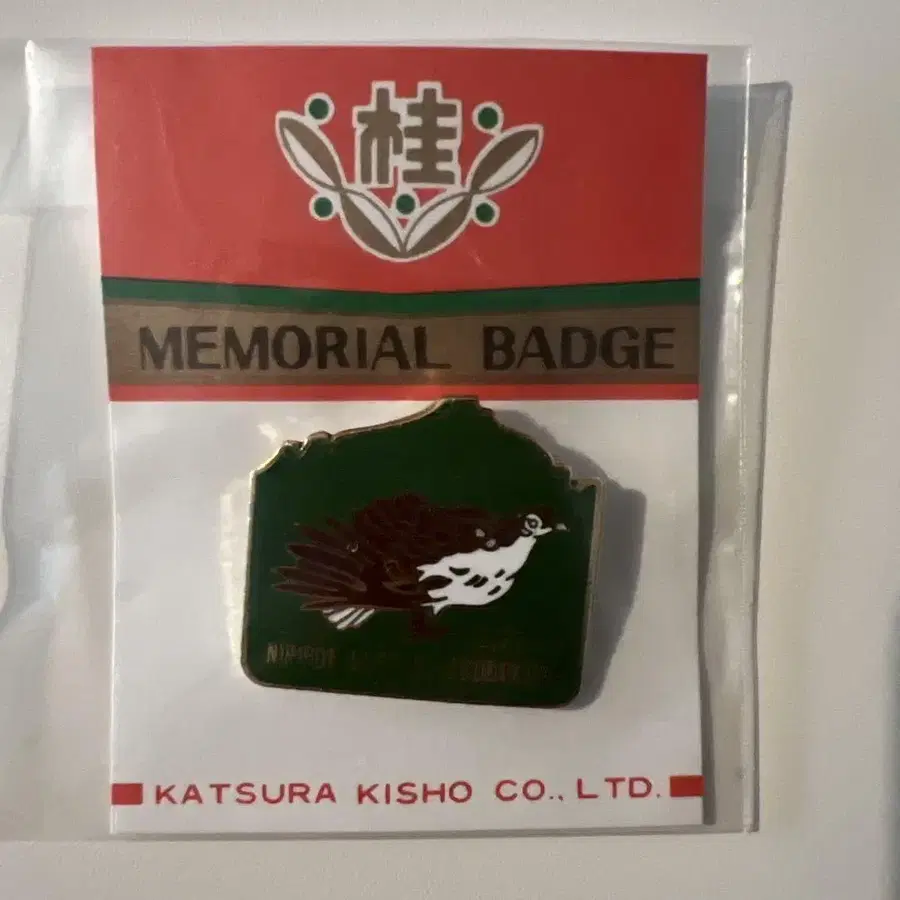 桂
MEMORIAL BADGE
KATSURA KISHO CO., LTD.